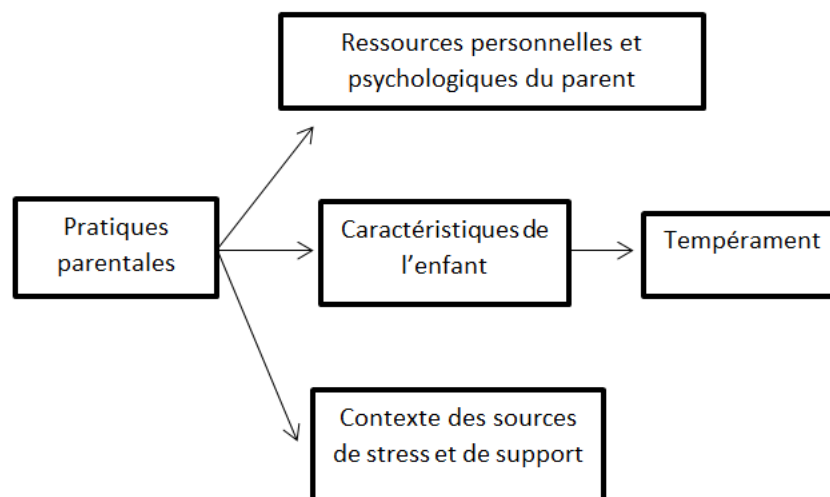 Ressources personnelles et
psychologiques du parent
Pratiques
parentales
Caractéristiques de
l'enfant
Tempérament
Contexte des sources
de stress et de support